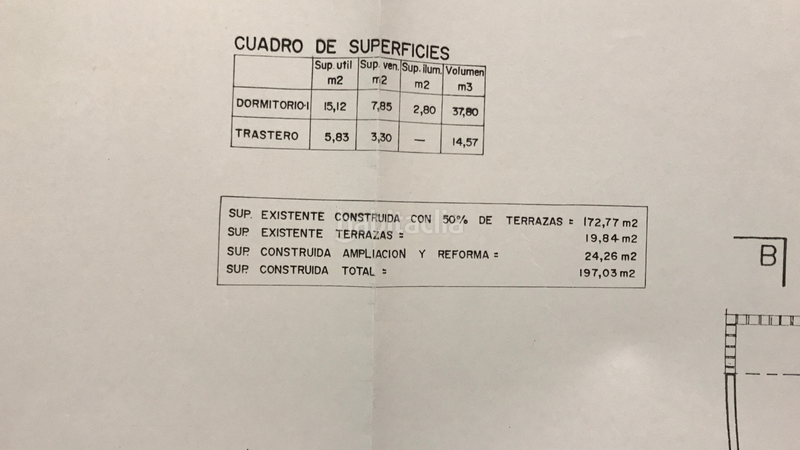 CUADRO DE SUPERFICIES
Sup. util m2 Sup. ven. m2 Sup. ilum. m2 Volumen m3
DORMITORIO-1 15,12 7,85 2,80 37,80
TRASTERO 5,83 3,30 — 14,57
SUP. EXISTENTE CONSTRUIDA CON 50% DE TERRAZAS = 172,77 m2
SUP. EXISTENTE TERRAZAS = 19,84 m2
SUP. CONSTRUIDA AMPLIACION Y REFORMA = 24,26 m2
SUP. CONSTRUIDA TOTAL = 197,03 m2
habitaclia
B